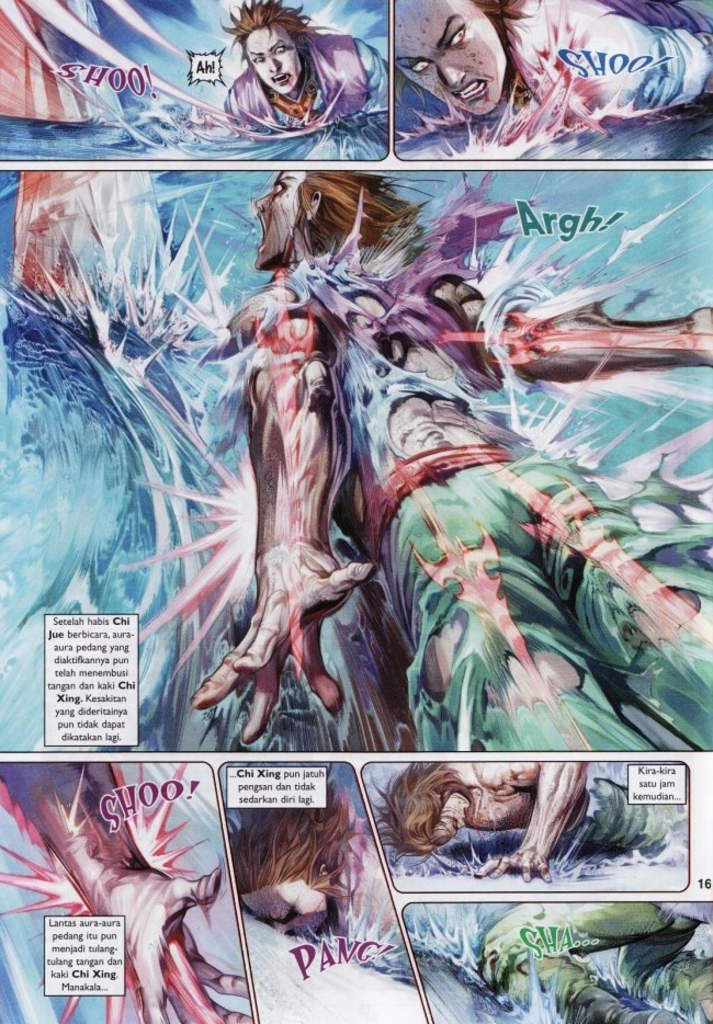 SHOO!
Ah!
SHOO!
Argh!
Setelah habis Chi
Jue berbicara, aura-
aura pedang yang
diaktifkannya pun
telah menembusi
tangan dan kaki Chi
Xing. Kesakitan
yang dideritainya
pun tidak dapat
dikatakan lagi.
SHOO!
Lantas aura-aura
pedang itu pun
menjadi tulang-
tulang tangan dan
kaki Chi Xing.
Manakala...
...Chi Xing pun jatuh
pengsan dan tidak
sedarkan diri lagi.
PANG!
Kira-kira
satu jam
kemudian...
16
SHA...